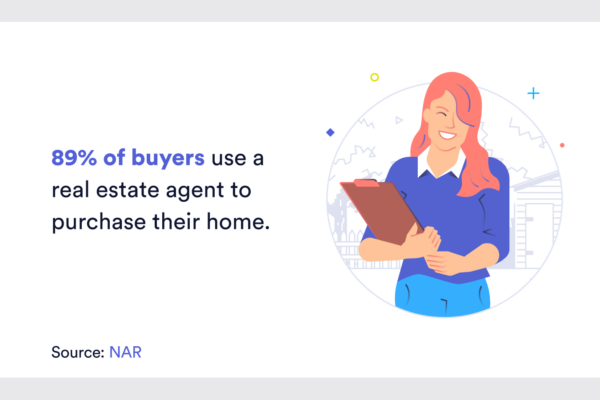 89% of buyers use a
real estate agent to
purchase their home.
Source: NAR